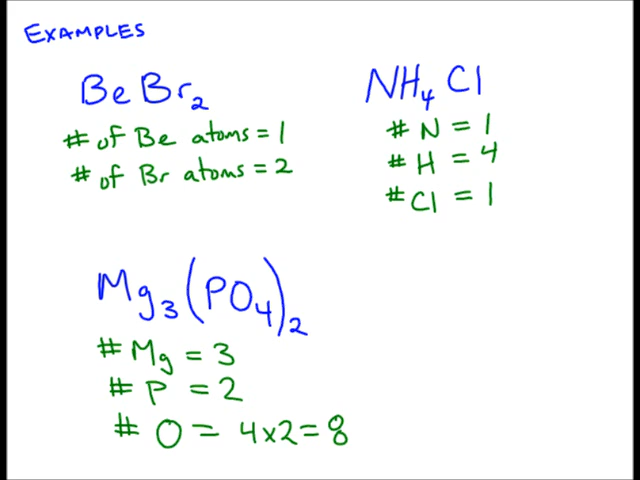 EXAMPLES
BeBr₂
# of Be atoms = 1
# of Br atoms = 2
NH₄Cl
# N = 1
# H = 4
# Cl = 1
Mg₃(PO₄)₂
# Mg = 3
# P = 2
# O = 4x2=8